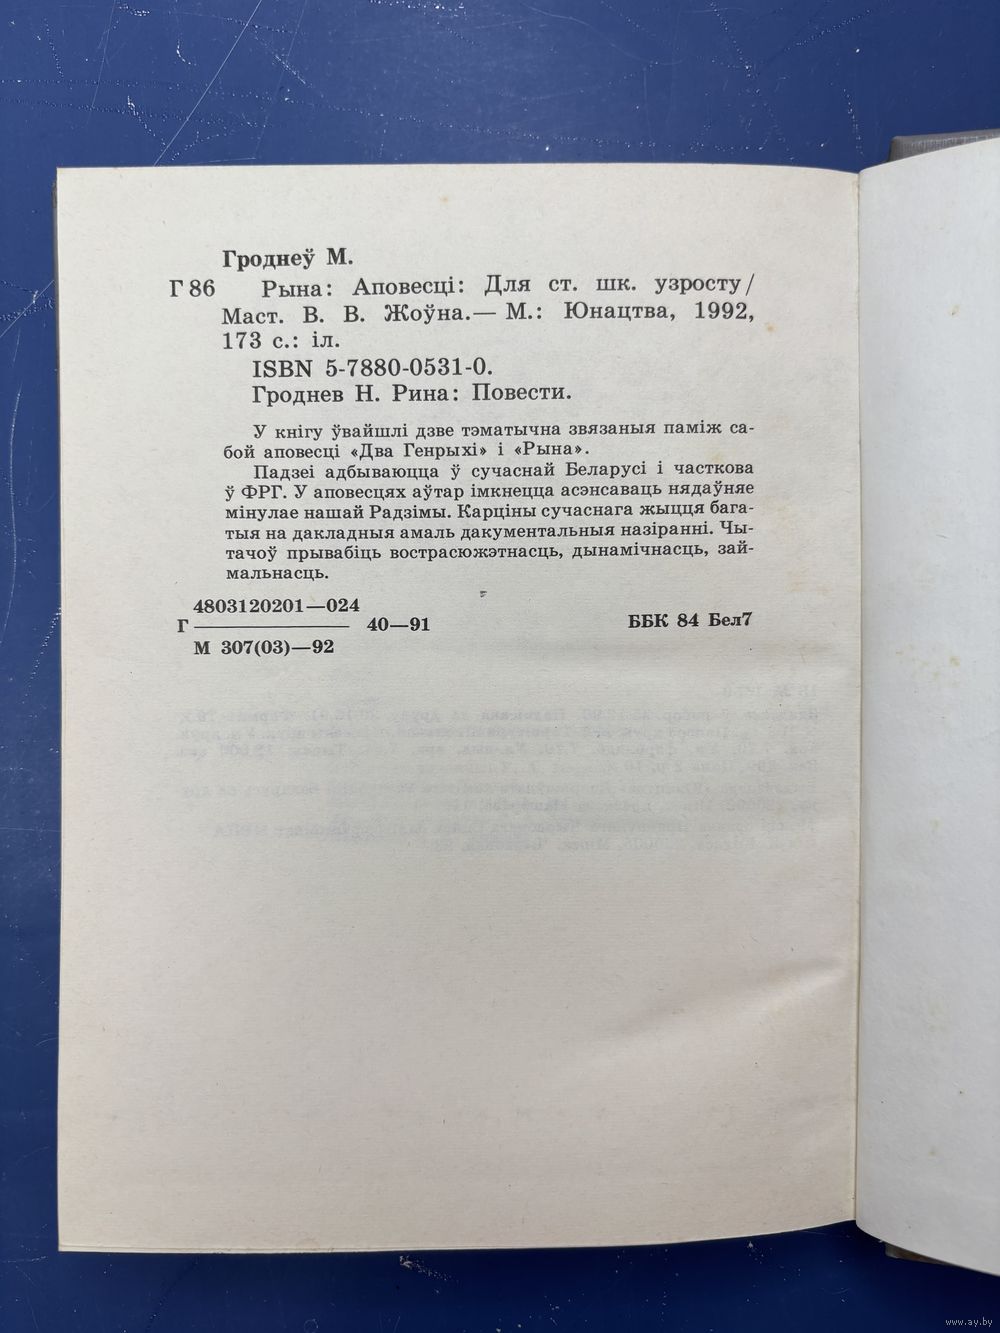 Гроднеў М.
Г 86 Рына: Аповесці: Для ст. шк. узросту/
Маст. В. В. Жоўна.— М.: Юнацтва, 1992,
173 с.: іл.
ISBN 5-7880-0531-0.
Гроднев Н. Рина: Повести.
У кнігу ўвайшлі дзве тэматычна звязаныя паміж са-
бой аповесці «Два Генрыхі» і «Рына».
Падзеі адбываюцца ў сучаснай Беларусі і часткова
ў ФРГ. У аповесцях аўтар імкнецца асэнсаваць нядаўняе
мінулае нашай Радзімы. Карціны сучаснага жыцця бага-
тыя на дакладныя амаль дакументальныя назіранні. Чы-
тачоў прывабіць вострасюжэтнасць, дынамічнасць, зай-
мальнасць.
4803120201—024
Г 40—91 ББК 84 Бел7
М 307(03)—92
www.ay.by